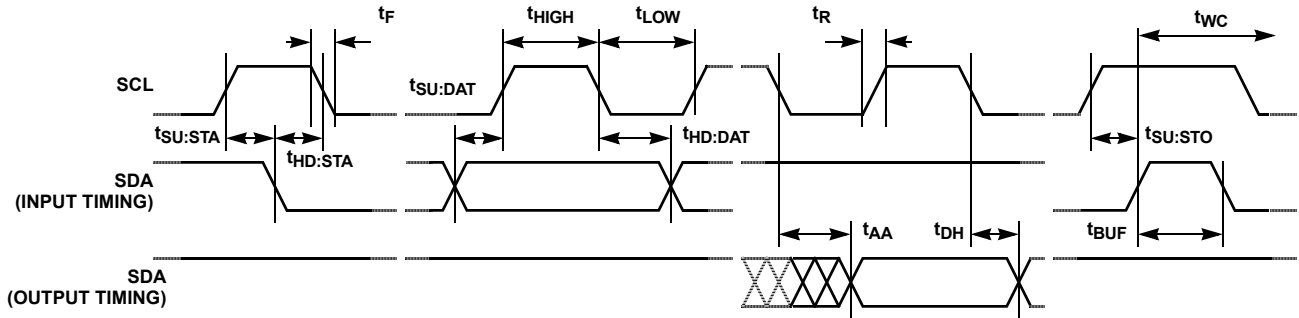 tF
tHIGH
tLOW
tR
tWC
SCL
tSU:DAT
tSU:STA
tHD:STA
tHD:DAT
tSU:STO
SDA
(INPUT TIMING)
tAA
tDH
tBUF
SDA
(OUTPUT TIMING)